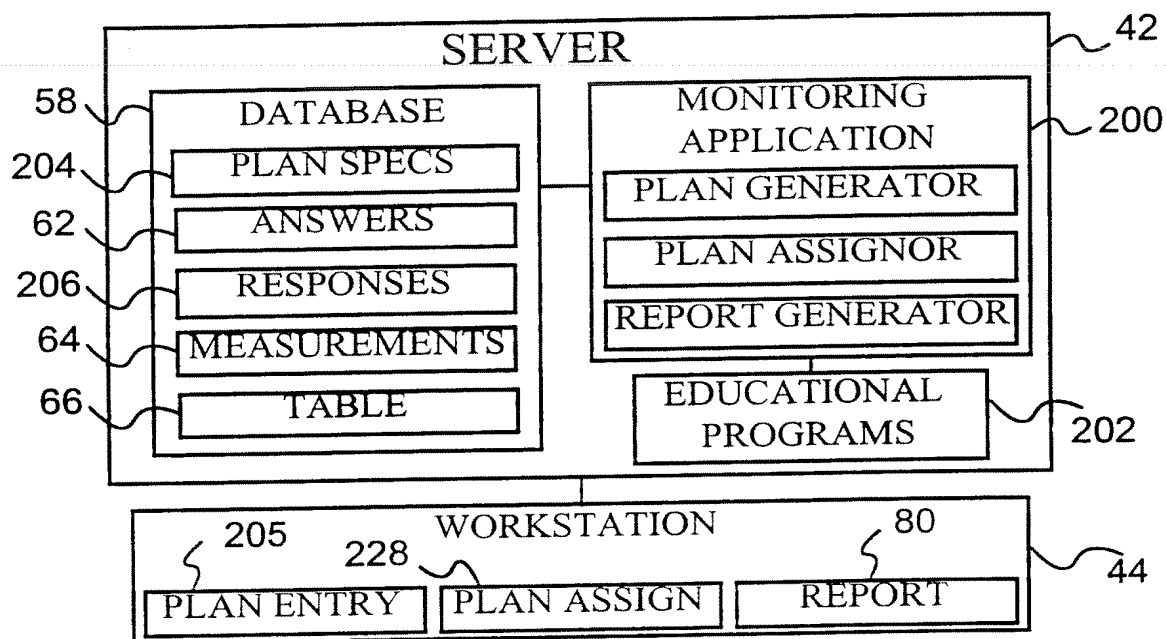 SERVER
42
58
DATABASE
204
PLAN SPECS
62
ANSWERS
206
RESPONSES
64
MEASUREMENTS
66
TABLE
MONITORING
APPLICATION
200
PLAN GENERATOR
PLAN ASSIGNOR
REPORT GENERATOR
EDUCATIONAL
PROGRAMS
202
WORKSTATION
205
228
80
44
PLAN ENTRY
PLAN ASSIGN
REPORT